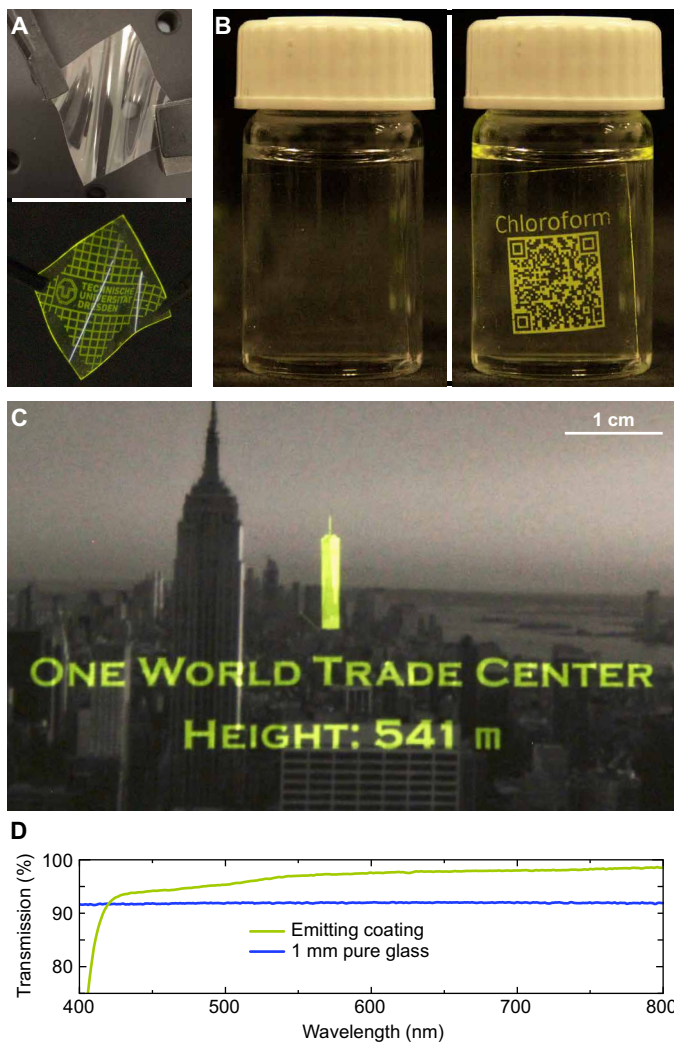 A
TECHNISCHE
UNIVERSITÄT
DRESDEN
B
Chloroform
C
1 cm
ONE WORLD TRADE CENTER
HEIGHT: 541 m
D
Transmission (%)
100
90
80
Emitting coating
1 mm pure glass
400
500
600
700
800
Wavelength (nm)